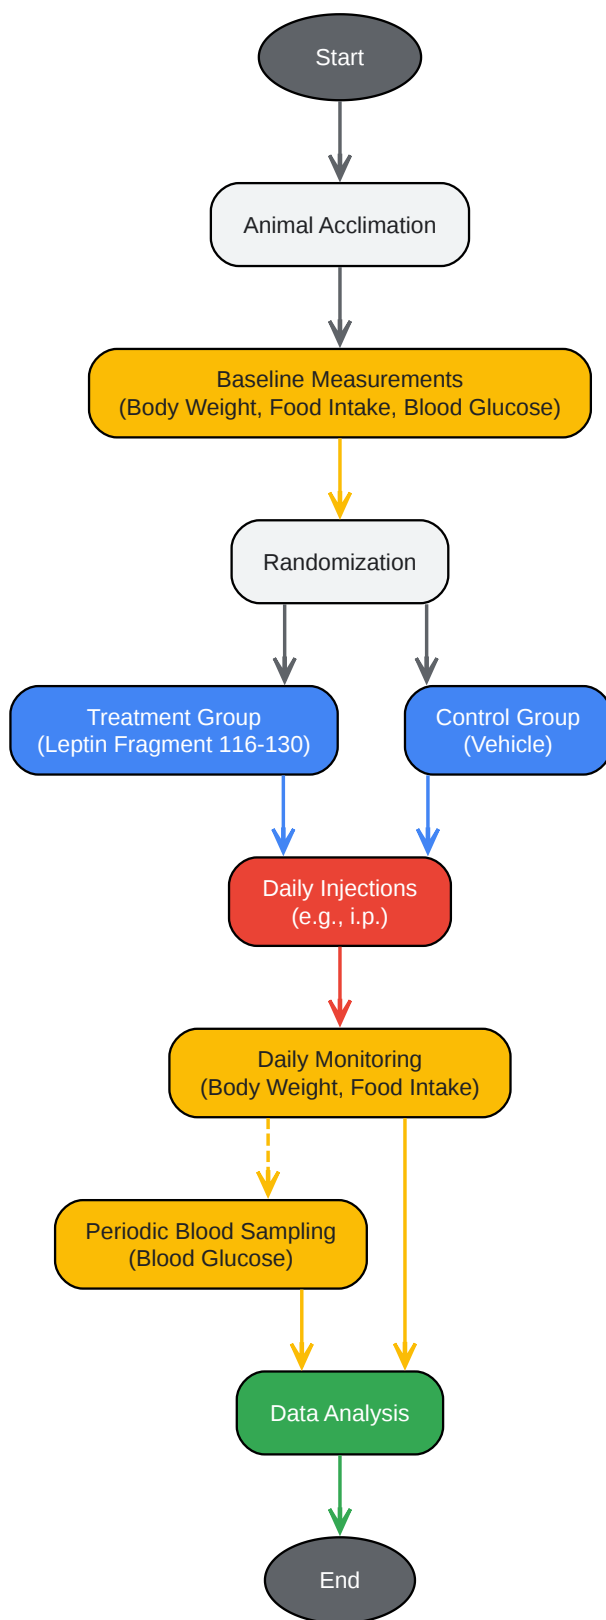 Start
Animal Acclimation
Baseline Measurements
(Body Weight, Food Intake, Blood Glucose)
Randomization
Treatment Group
(Leptin Fragment 116-130)
Control Group
(Vehicle)
Daily Injections
(e.g., i.p.)
Daily Monitoring
(Body Weight, Food Intake)
Periodic Blood Sampling
(Blood Glucose)
Data Analysis
End